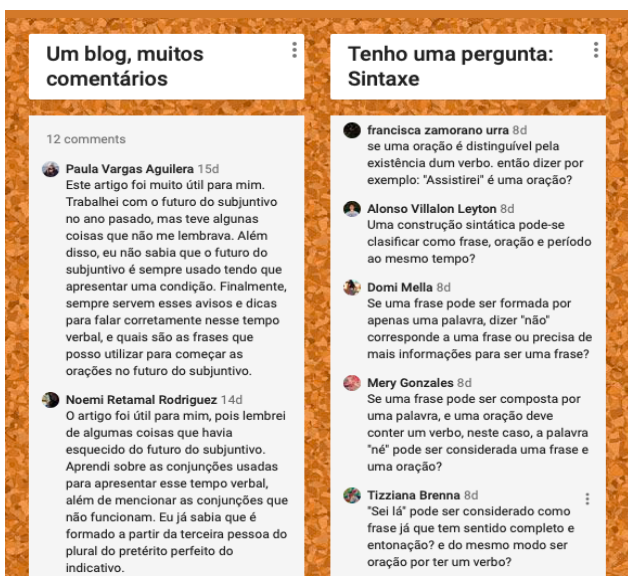 Um blog, muitos
comentários
12 comments
Paula Vargas Aguilera 15d
Este artigo foi muito útil para mim.
Trabalhei com o futuro do subjuntivo
no ano pasado, mas teve algunas
coisas que não me lembrava. Além
disso, eu não sabia que o futuro do
subjuntivo é sempre usado tendo que
apresentar uma condição. Finalmente,
sempre servem esses avisos e dicas
para falar corretamente nesse tempo
verbal, e quais são as frases que
posso utilizar para começar as
orações no futuro do subjuntivo.
Noemi Retamal Rodriguez 14d
O artigo foi útil para mim, pois lembrei
de algumas coisas que havia
esquecido do futuro do subjuntivo.
Aprendi sobre as conjunções usadas
para apresentar esse tempo verbal,
além de mencionar as conjunções que
não funcionam. Eu já sabia que é
formado a partir da terceira pessoa do
plural do pretérito perfeito do
indicativo.
Tenho uma pergunta:
Sintaxe
francisca zamorano urra 8d
se uma oração é distinguível pela
existência dum verbo. então dizer por
exemplo: "Assistirei" é uma oração?
Alonso Villalon Leyton 8d
Uma construção sintática pode-se
clasificar como frase, oração e período
ao mesmo tempo?
Domi Mella 8d
Se uma frase pode ser formada por
apenas uma palavra, dizer "não"
corresponde a uma frase ou precisa de
mais informações para ser uma frase?
Mery Gonzales 8d
Se uma frase pode ser composta por
uma palavra, e uma oração deve
conter um verbo, neste caso, a palavra
"né" pode ser considerada uma frase e
uma oração?
Tizziana Brenna 8d
"Sei lá" pode ser considerado como
frase já que tem sentido completo e
entonação? e do mesmo modo ser
oração por ter um verbo?